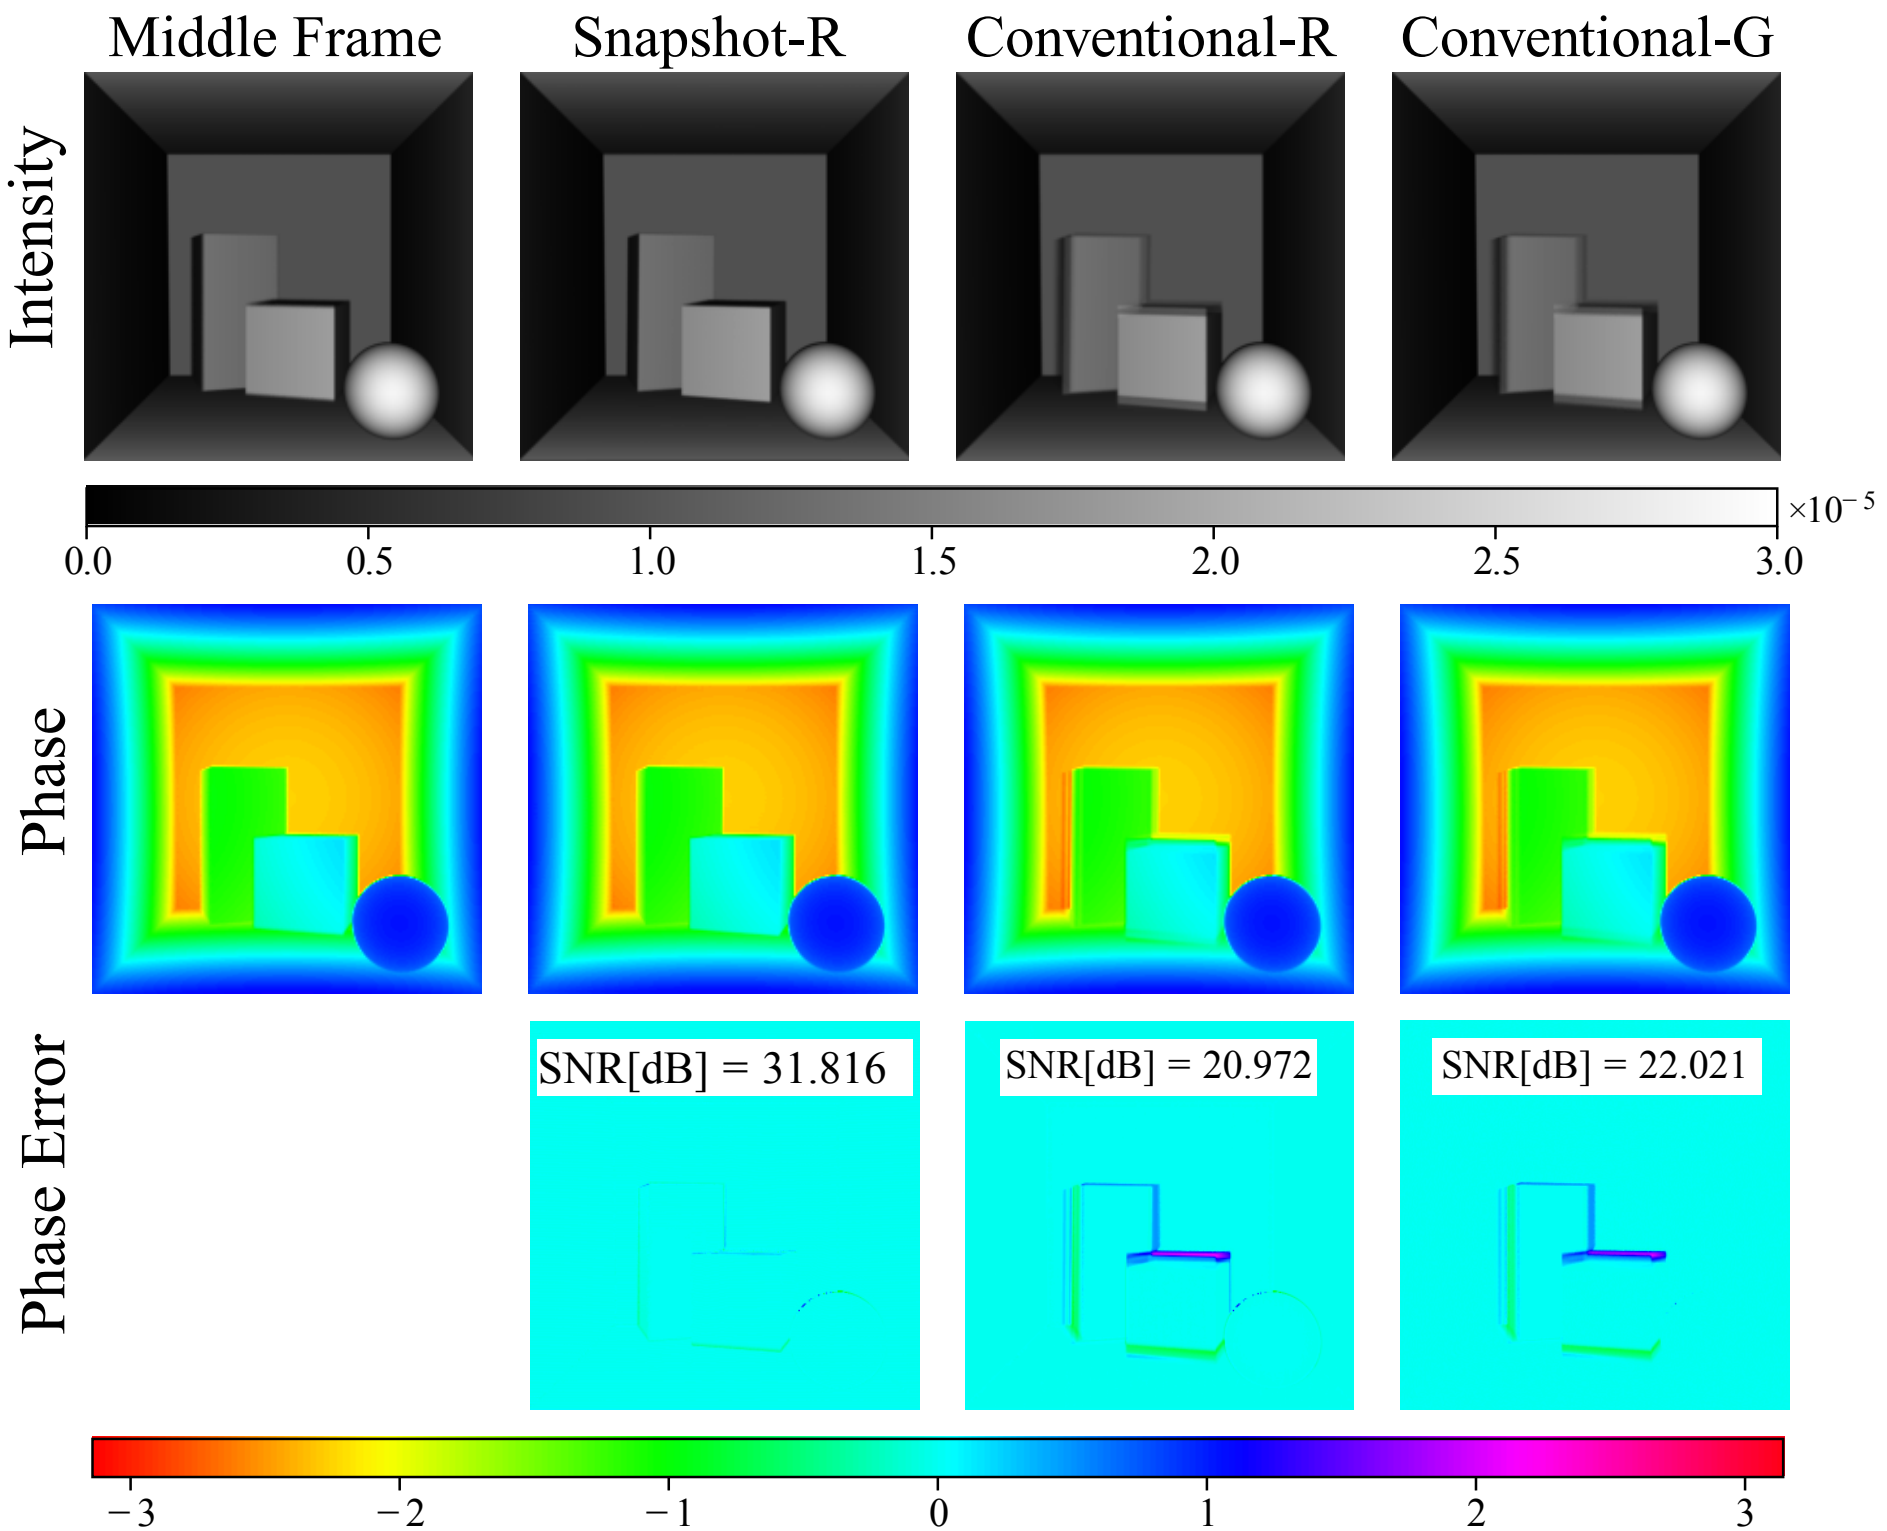 Middle Frame Snapshot-R Conventional-R Conventional-G
Intensity
×10⁻⁵
0.0 0.5 1.0 1.5 2.0 2.5 3.0
Phase
Phase Error
SNR[dB] = 31.816 SNR[dB] = 20.972 SNR[dB] = 22.021
−3 −2 −1 0 1 2 3